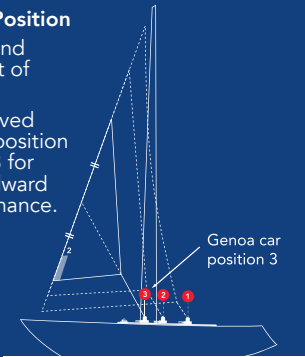 Position
nd
t of
ved
position
for
ward
nance.
Genoa car
position 3
2
3
2
1